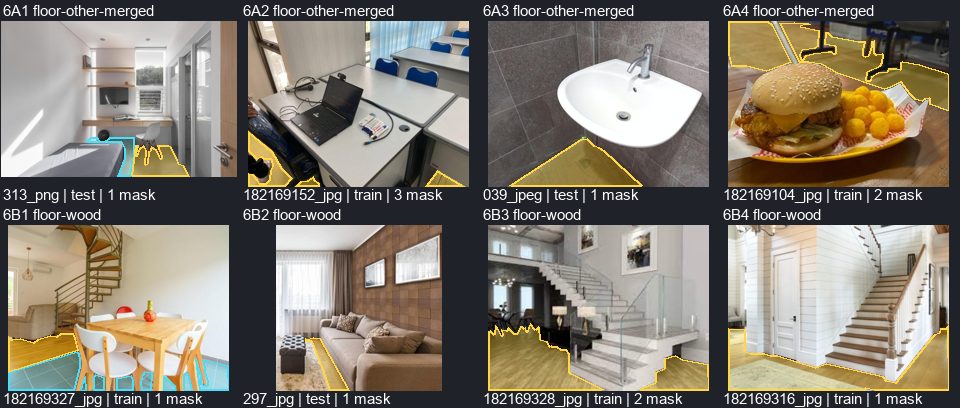 6A1 floor-other-merged
6A2 floor-other-merged
6A3 floor-other-merged
6A4 floor-other-merged
313_png | test | 1 mask
182169152_jpg | train | 3 mask
039_jpeg | test | 1 mask
182169104_jpg | train | 2 mask
6B1 floor-wood
6B2 floor-wood
6B3 floor-wood
6B4 floor-wood
182169327_jpg | train | 1 mask
297_jpg | test | 1 mask
182169328_jpg | train | 2 mask
182169316_jpg | train | 1 mask